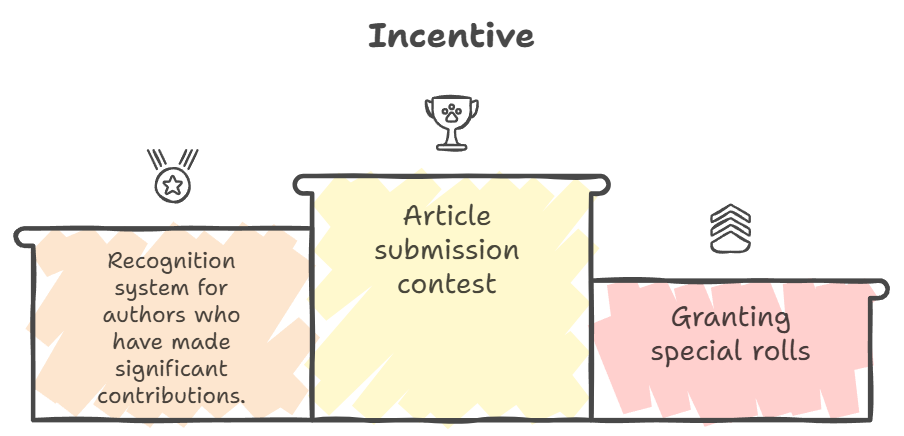 Incentive
Article
submission
contest
Recognition
system for
authors who
have made
significant
contributions.
Granting
special rolls